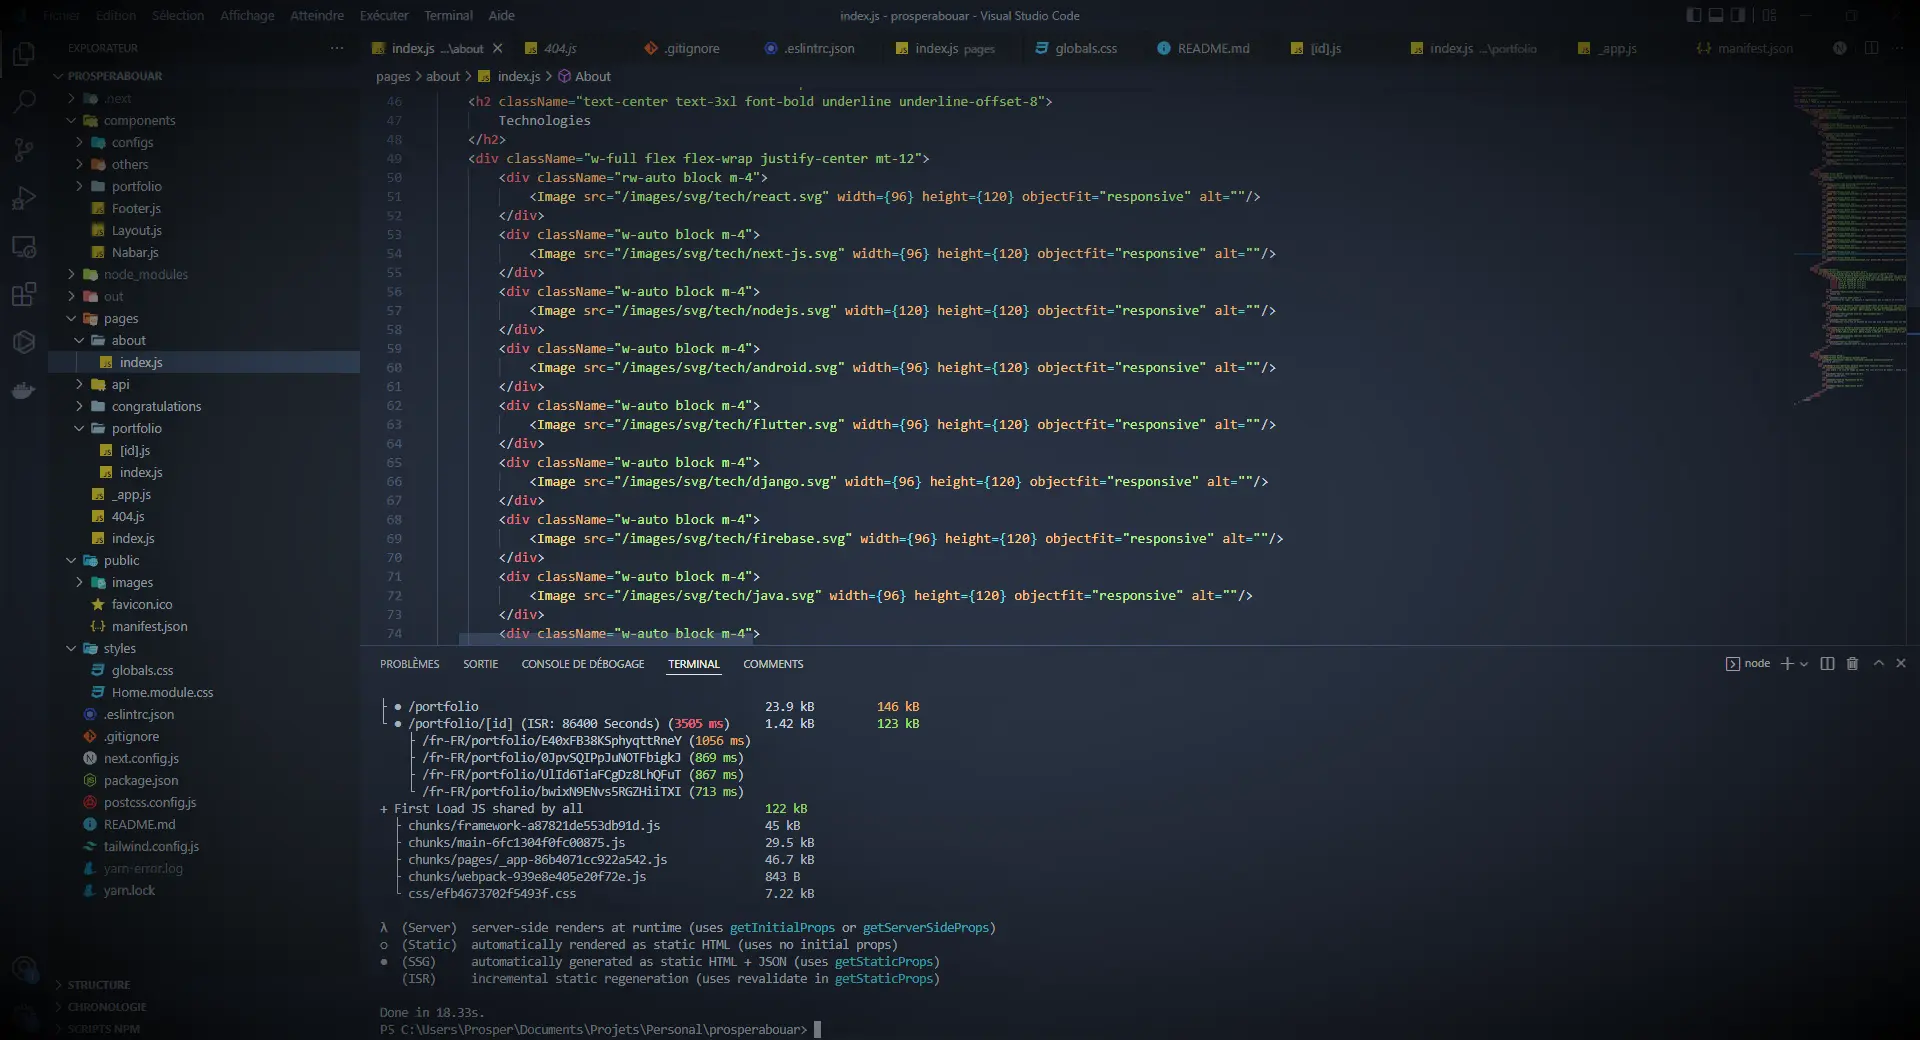 Fichier Edition Sélection Affichage Atteindre Exécuter Terminal Aide
index.js - prosperabouar - Visual Studio Code
EXPLORATEUR
PROSPERABOUAR
.next
components
configs
others
portfolio
Footer.js
Layout.js
Nabar.js
node_modules
out
pages
about
index.js
api
congratulations
portfolio
[id].js
index.js
_app.js
404.js
index.js
public
images
favicon.ico
manifest.json
styles
globals.css
Home.module.css
.eslintrc.json
.gitignore
next.config.js
package.json
postcss.config.js
README.md
tailwind.config.js
yarn-error.log
yarn.lock
STRUCTURE
CHRONOLOGIE
SCRIPTS NPM
index.js ...\about 404.js .gitignore .eslintrc.json index.js pages globals.css README.md [id].js index.js ...\portfolio _app.js manifest.json
pages > about > index.js > About
46 <h2 className="text-center text-3xl font-bold underline underline-offset-8">
47 Technologies
48 </h2>
49 <div className="w-full flex flex-wrap justify-center mt-12">
50 <div className="rw-auto block m-4">
51 <Image src="/images/svg/tech/react.svg" width={96} height={120} objectFit="responsive" alt=""/>
52 </div>
53 <div className="w-auto block m-4">
54 <Image src="/images/svg/tech/next-js.svg" width={96} height={120} objectfit="responsive" alt=""/>
55 </div>
56 <div className="w-auto block m-4">
57 <Image src="/images/svg/tech/nodejs.svg" width={120} height={120} objectfit="responsive" alt=""/>
58 </div>
59 <div className="w-auto block m-4">
60 <Image src="/images/svg/tech/android.svg" width={96} height={120} objectfit="responsive" alt=""/>
61 </div>
62 <div className="w-auto block m-4">
63 <Image src="/images/svg/tech/flutter.svg" width={96} height={120} objectfit="responsive" alt=""/>
64 </div>
65 <div className="w-auto block m-4">
66 <Image src="/images/svg/tech/django.svg" width={96} height={120} objectfit="responsive" alt=""/>
67 </div>
68 <div className="w-auto block m-4">
69 <Image src="/images/svg/tech/firebase.svg" width={96} height={120} objectfit="responsive" alt=""/>
70 </div>
71 <div className="w-auto block m-4">
72 <Image src="/images/svg/tech/java.svg" width={96} height={120} objectfit="responsive" alt=""/>
73 </div>
74 <div className="w-auto block m-4">
PROBLÈMES SORTIE CONSOLE DE DÉBOGAGE TERMINAL COMMENTS
node
├ ● /portfolio 23.9 kB 146 kB
└ ● /portfolio/[id] (ISR: 86400 Seconds) (3505 ms) 1.42 kB 123 kB
├ /fr-FR/portfolio/E40xFB38KSphyqttRneY (1056 ms)
├ /fr-FR/portfolio/0JpvSQIPpJuNOTFbigkJ (869 ms)
├ /fr-FR/portfolio/UlId6TiaFCgDz8LhQFuT (867 ms)
└ /fr-FR/portfolio/bwixN9ENvs5RGZHiiTXI (713 ms)
+ First Load JS shared by all 122 kB
├ chunks/framework-a87821de553db91d.js 45 kB
├ chunks/main-6fc1304f0fc00875.js 29.5 kB
├ chunks/pages/_app-86b4071cc922a542.js 46.7 kB
├ chunks/webpack-939e8e405e20f72e.js 843 B
└ css/efb4673702f5493f.css 7.22 kB
λ (Server) server-side renders at runtime (uses getInitialProps or getServerSideProps)
○ (Static) automatically rendered as static HTML (uses no initial props)
● (SSG) automatically generated as static HTML + JSON (uses getStaticProps)
(ISR) incremental static regeneration (uses revalidate in getStaticProps)
Done in 18.33s.
PS C:\Users\Prosper\Documents\Projets\Personal\prosperabouar>